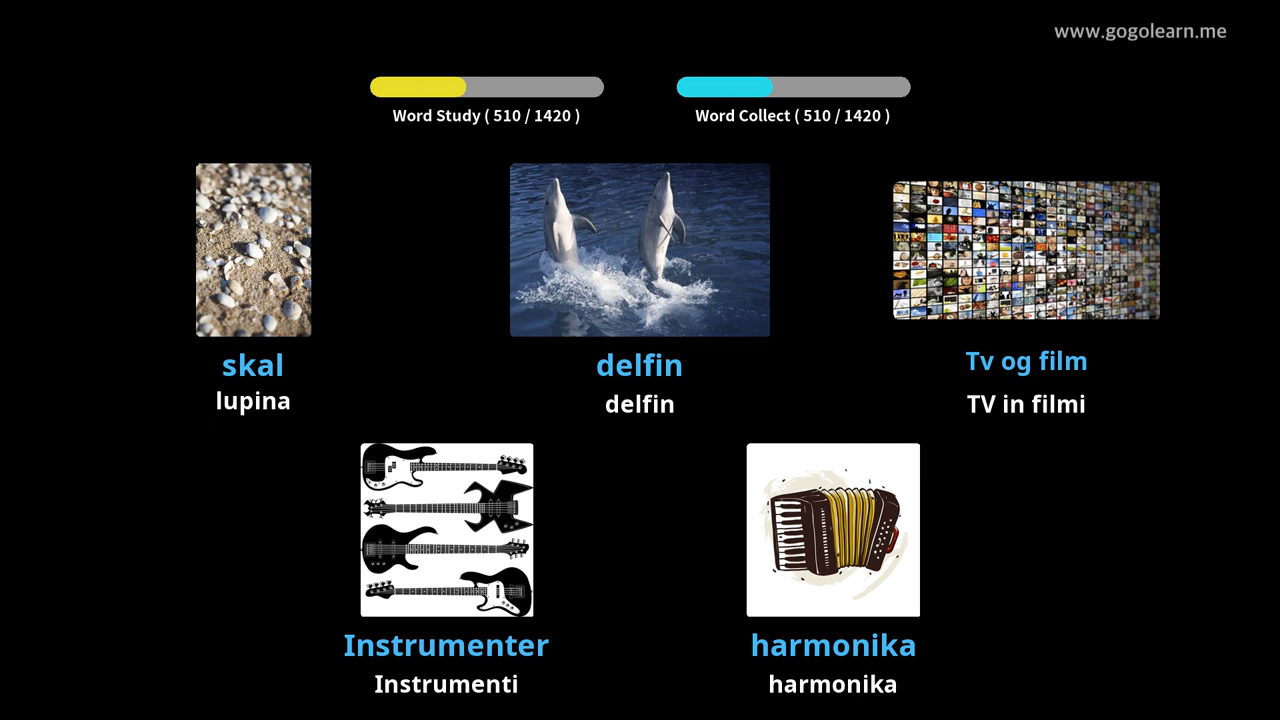 www.gogolearn.me
Word Study ( 510 / 1420 )
Word Collect ( 510 / 1420 )
skal
lupina
delfin
delfin
Tv og film
TV in filmi
Instrumenter
Instrumenti
harmonika
harmonika